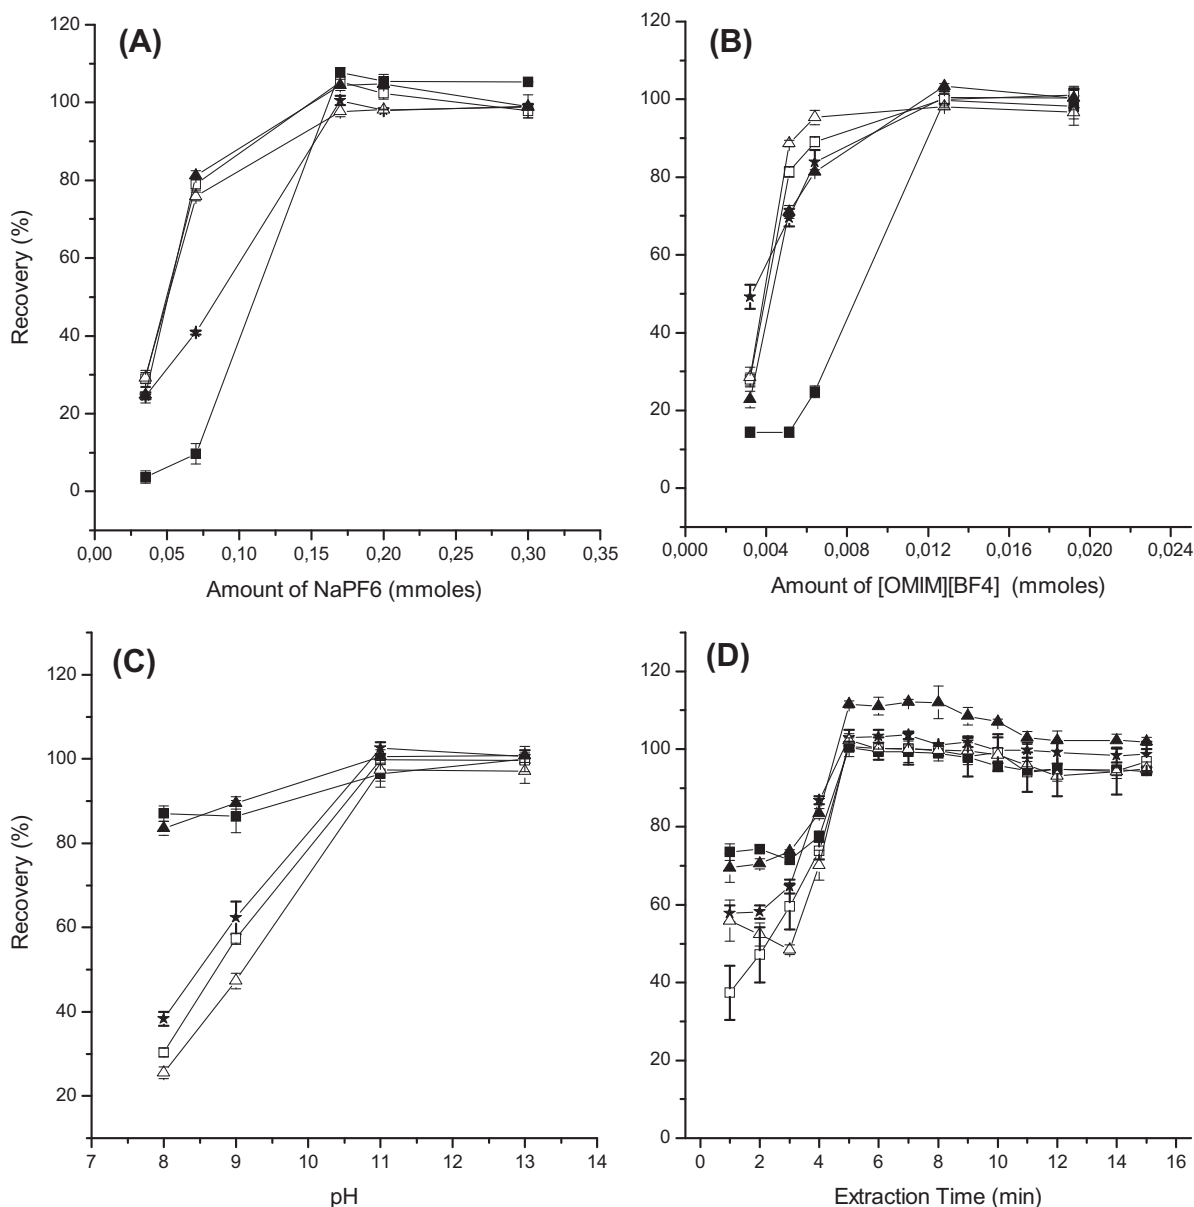 (A)
120
100
80
60
40
20
0
Recovery (%)
0,00 0,05 0,10 0,15 0,20 0,25 0,30 0,35
Amount of NaPF6 (mmoles)
(B)
120
100
80
60
40
20
0
0,000 0,004 0,008 0,012 0,016 0,020 0,024
Amount of [OMIM][BF4] (mmoles)
(C)
120
100
80
60
40
20
Recovery (%)
7 8 9 10 11 12 13 14
pH
(D)
120
100
80
60
40
20
0
0 2 4 6 8 10 12 14 16
Extraction Time (min)